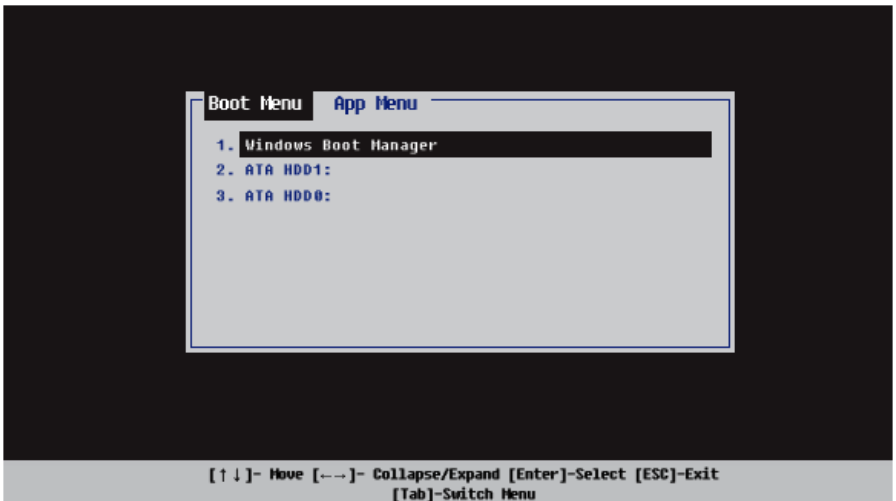 Boot Menu App Menu
1. Windows Boot Manager
2. ATA HDD1:
3. ATA HDD0:
[↑↓]- Move [←→]- Collapse/Expand [Enter]-Select [ESC]-Exit
[Tab]-Switch Menu